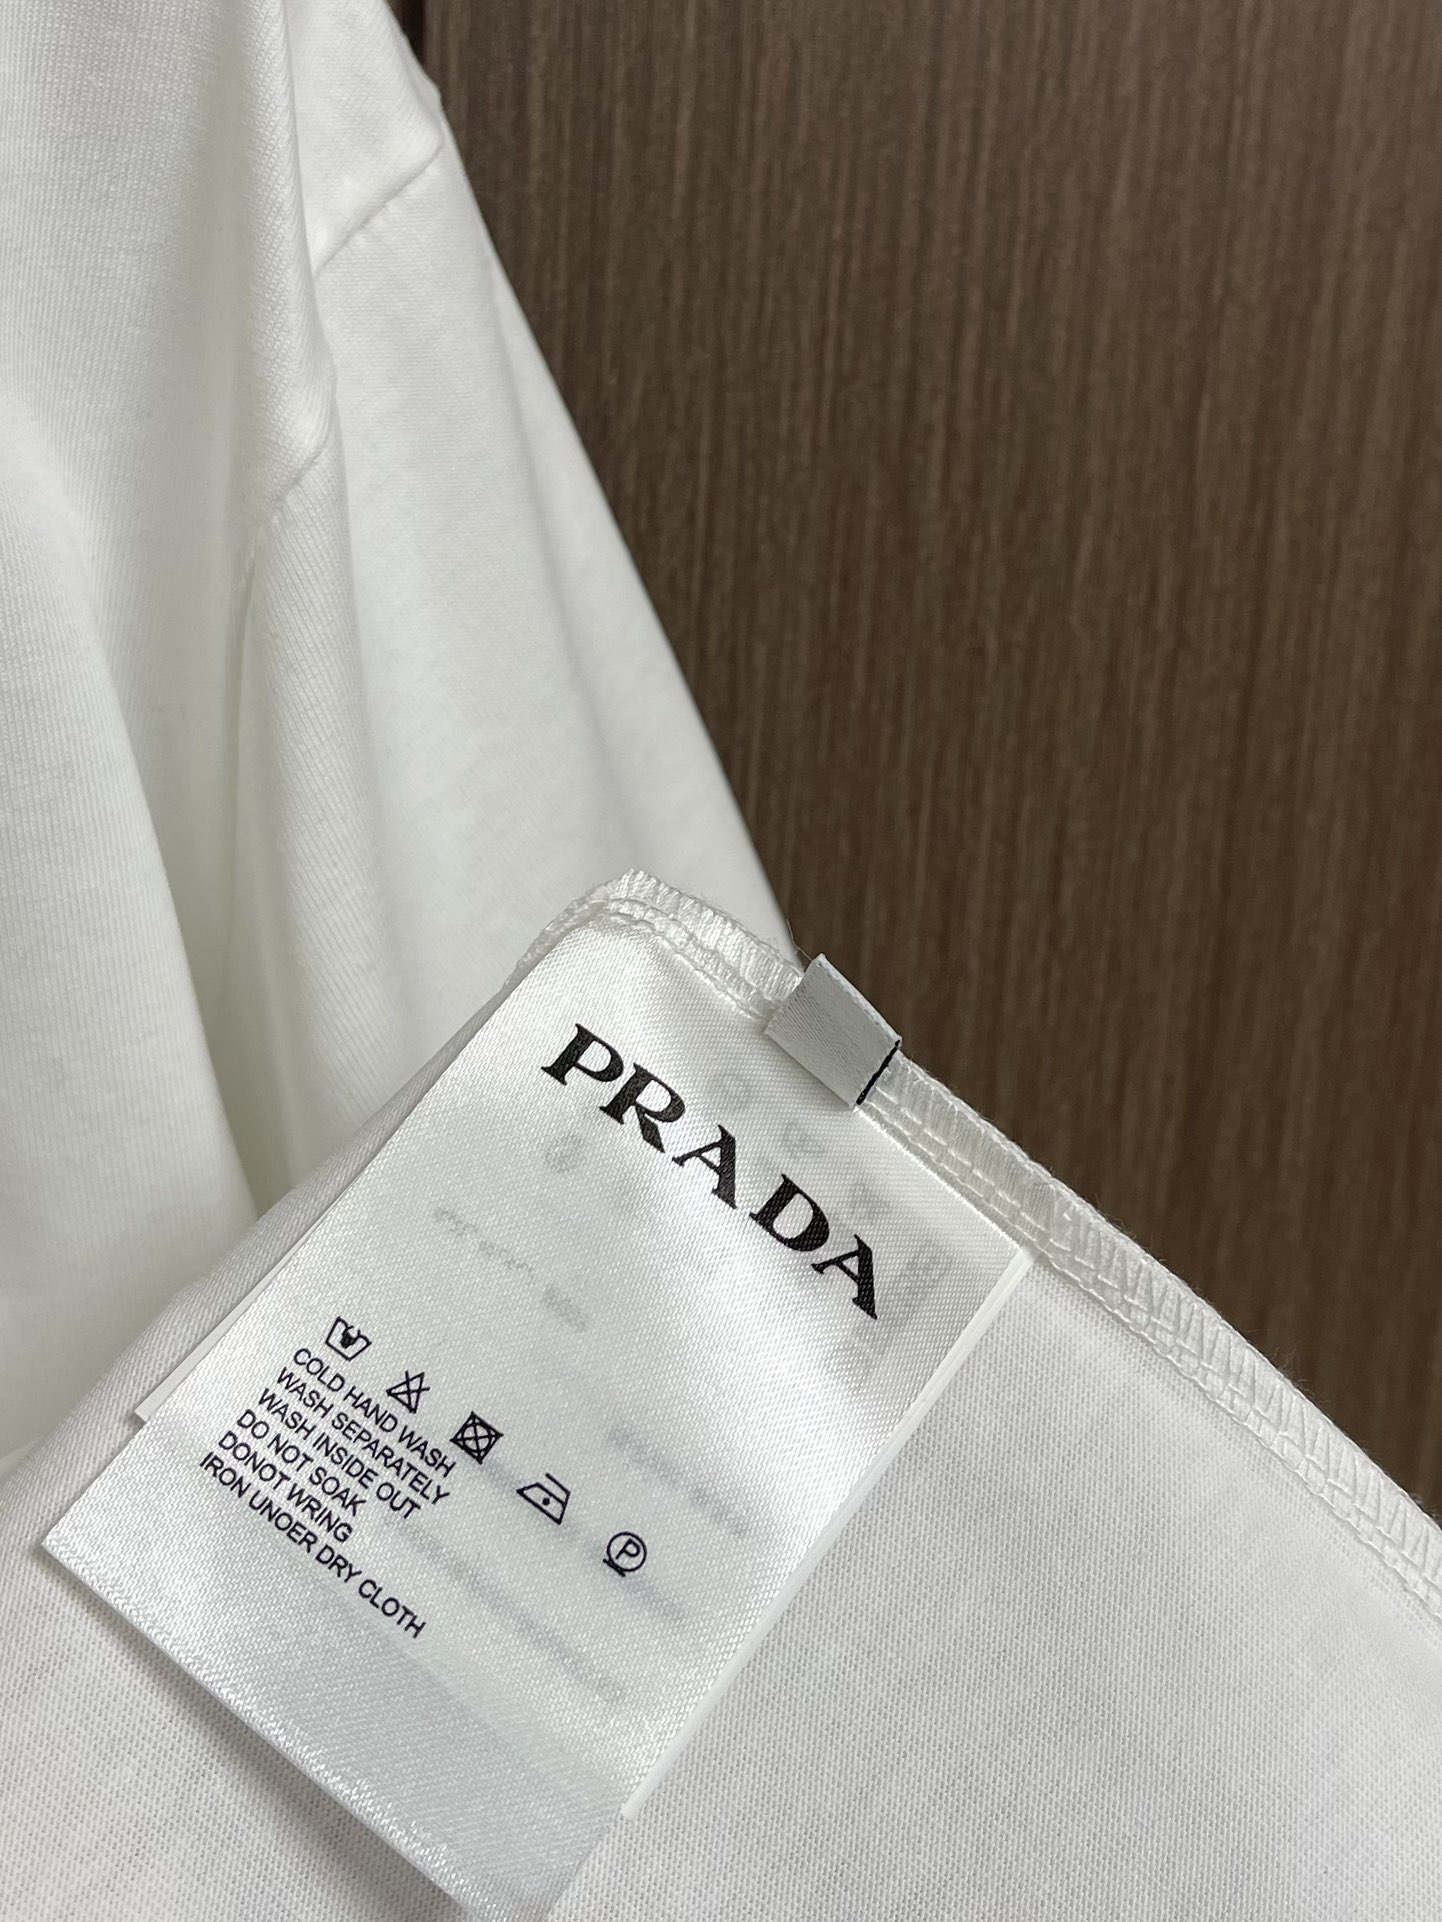 PRADA
COLD HAND WASH
WASH SEPARATELY
WASH INSIDE OUT
DO NOT SOAK
DONOT WRING
IRON UNOER DRY CLOTH
P